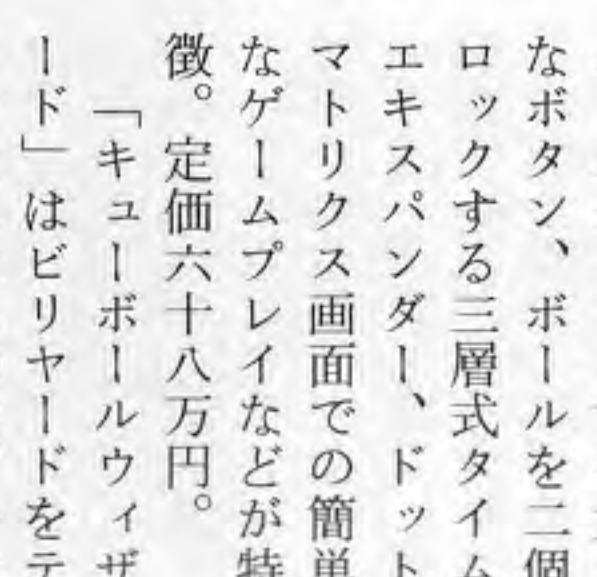 なボタン、ボールを二個
ロックする三層式タイム
エキスパンダー、ドット
マトリクス画面での簡単
なゲームプレイなどが特
徴。定価六十八万円。
「キューボールウィザ
ード」はビリヤードをテ